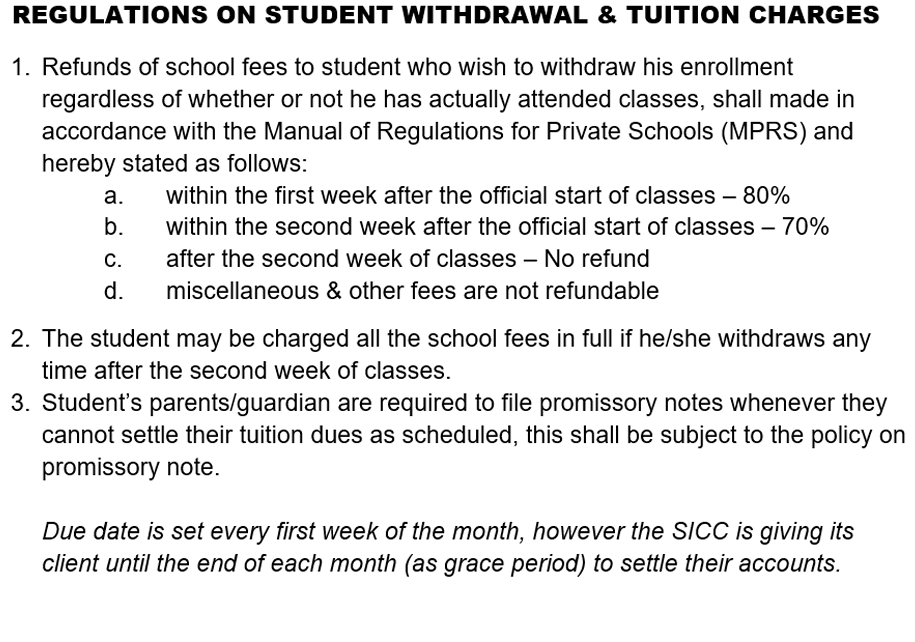 REGULATIONS ON STUDENT WITHDRAWAL & TUITION CHARGES
1. Refunds of school fees to student who wish to withdraw his enrollment
regardless of whether or not he has actually attended classes, shall made in
accordance with the Manual of Regulations for Private Schools (MPRS) and
hereby stated as follows:
a. within the first week after the official start of classes – 80%
b. within the second week after the official start of classes – 70%
c. after the second week of classes – No refund
d. miscellaneous & other fees are not refundable
2. The student may be charged all the school fees in full if he/she withdraws any
time after the second week of classes.
3. Student’s parents/guardian are required to file promissory notes whenever they
cannot settle their tuition dues as scheduled, this shall be subject to the policy on
promissory note.
Due date is set every first week of the month, however the SICC is giving its
client until the end of each month (as grace period) to settle their accounts.